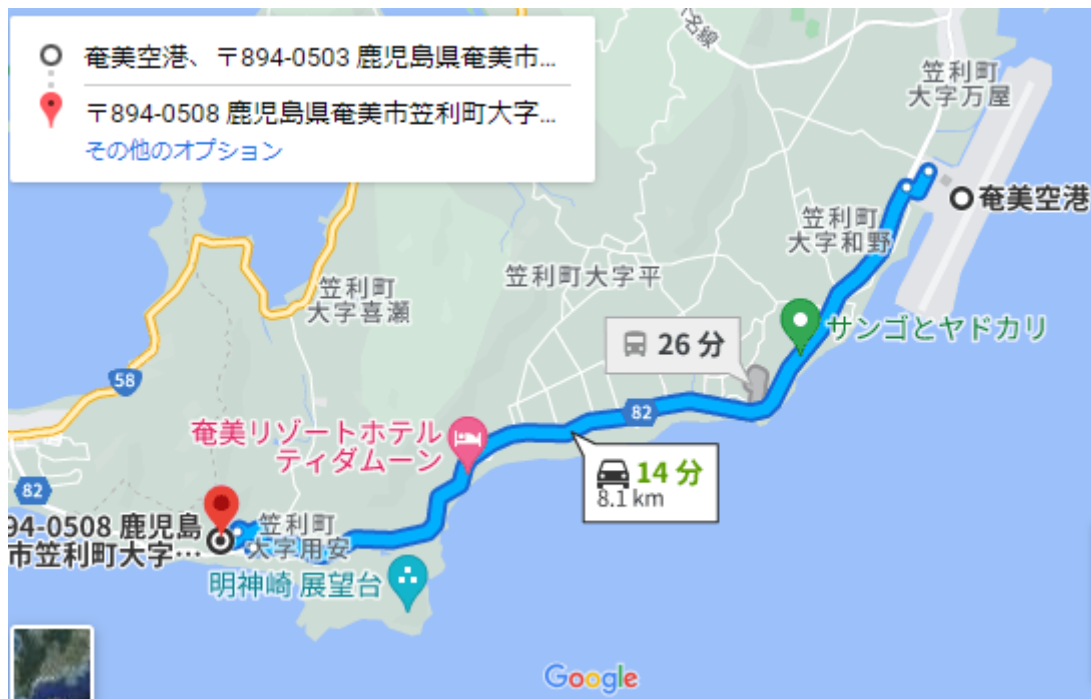 奄美空港、〒894-0503 鹿児島県奄美市...
〒894-0508 鹿児島県奄美市笠利町大字...
その他のオプション
名線
笠利町
大字万屋
奄美空港
笠利町
大字和野
笠利町大字平
笠利町
大字喜瀬
サンゴとヤドカリ
26 分
58
82
奄美リゾートホテル
ティダムーン
14 分
8.1 km
82
94-0508 鹿児島
市笠利町大字…
笠利町
大字用安
明神崎 展望台
Google